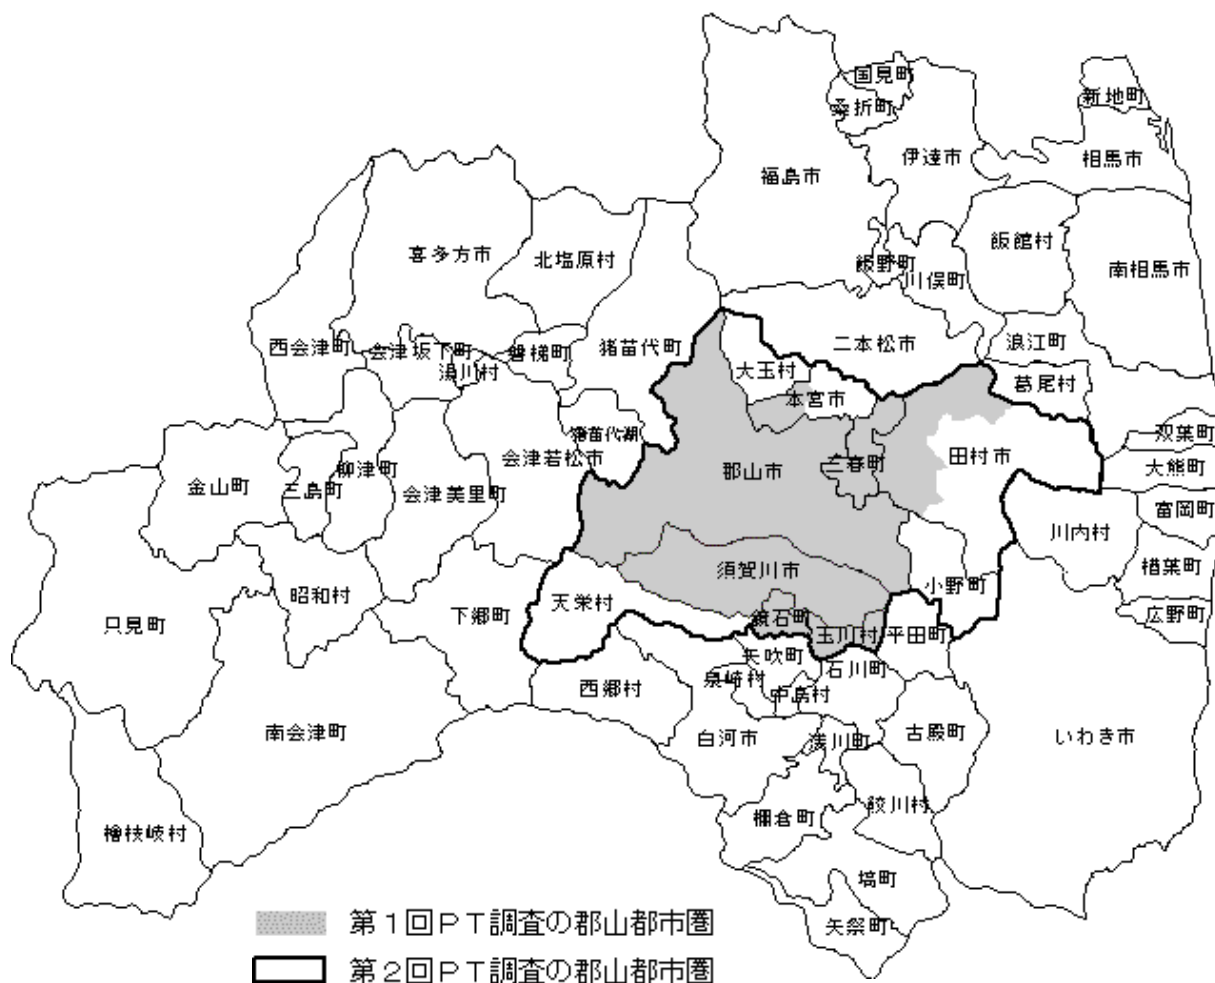 国見町
桑折町
新地町
伊達市
相馬市
福島市
飯館村
喜多方市
北塩原村
飯野町
川俣町
南相馬市
西会津町
会津坂下町
湯川村
磐梯町
猪苗代町
二本松市
浪江町
大玉村
本宮市
葛尾村
猪苗代湖
双葉町
会津若松市
郡山市
三春町
田村市
大熊町
金山町
三島町
柳津町
会津美里町
富岡町
川内村
楢葉町
須賀川市
小野町
広野町
昭和村
天栄村
下郷町
只見町
鏡石町
玉川村
平田町
矢吹町
石川町
泉崎村
中島村
西郷村
南会津町
白河市
浅川町
古殿町
いわき市
檜枝岐村
棚倉町
鮫川村
塙町
矢祭町
第1回PT調査の郡山都市圏
第2回PT調査の郡山都市圏